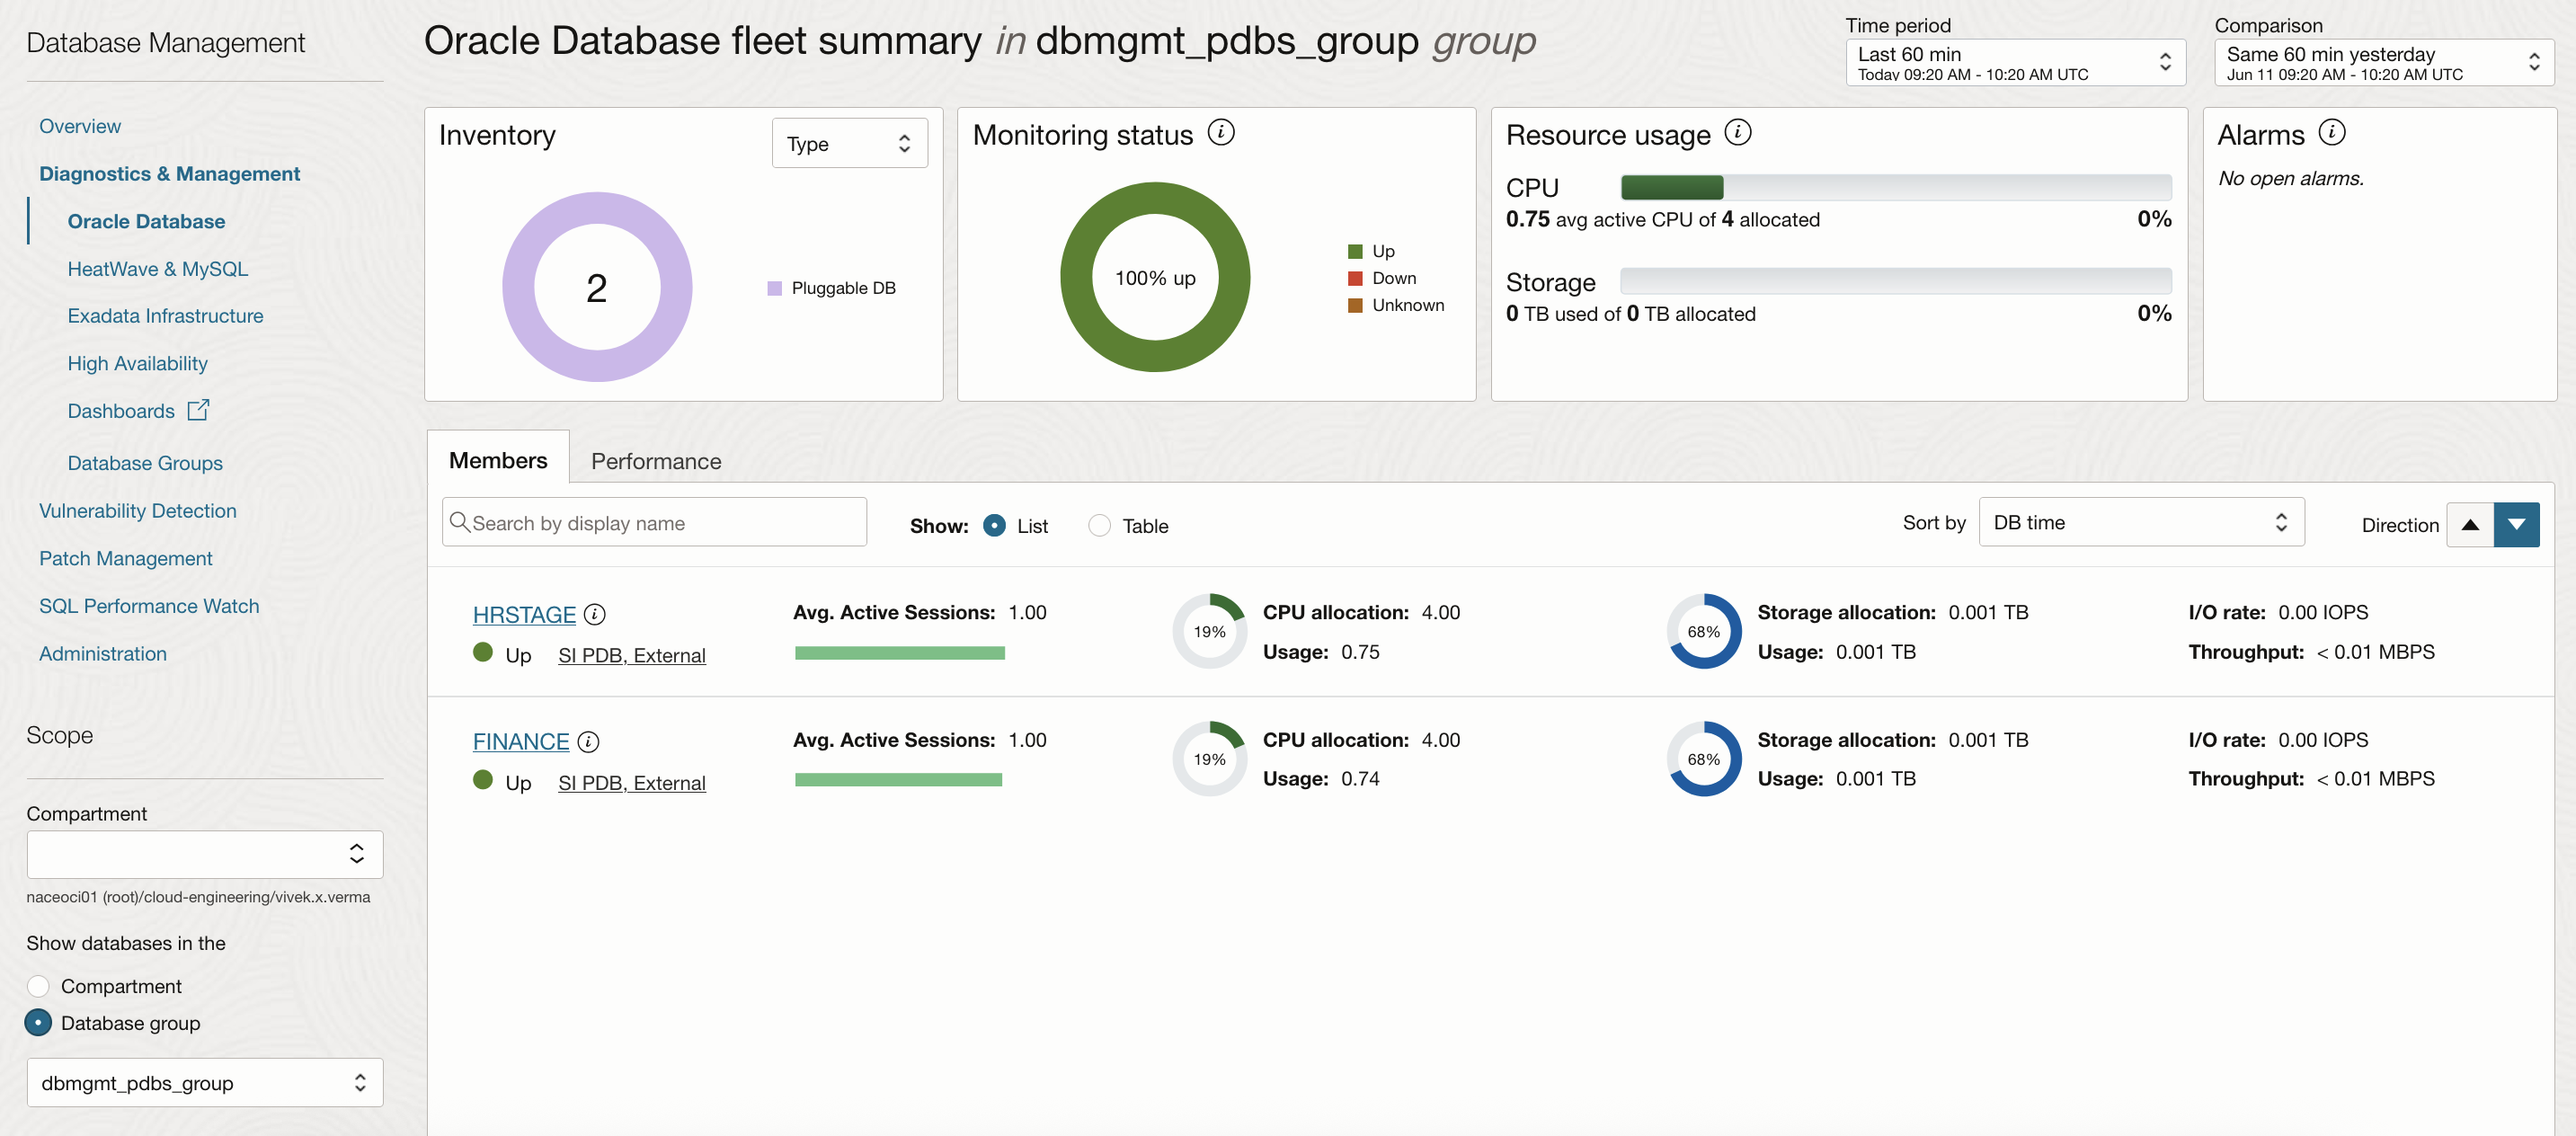 Database Management
Overview
Diagnostics & Management
Oracle Database
HeatWave & MySQL
Exadata Infrastructure
High Availability
Dashboards
Database Groups
Vulnerability Detection
Patch Management
SQL Performance Watch
Administration
Scope
Compartment
naceoci01 (root)/cloud-engineering/vivek.x.verma
Show databases in the
Compartment
Database group
dbmgmt_pdbs_group
Oracle Database fleet summary in dbmgmt_pdbs_group group
Time period
Last 60 min
Today 09:20 AM - 10:20 AM UTC
Comparison
Same 60 min yesterday
Jun 11 09:20 AM - 10:20 AM UTC
Inventory
Type
2
Pluggable DB
Monitoring status
100% up
Up
Down
Unknown
Resource usage
CPU
0.75 avg active CPU of 4 allocated 0%
Storage
0 TB used of 0 TB allocated 0%
Alarms
No open alarms.
Members Performance
Search by display name Show: List Table Sort by DB time Direction
HRSTAGE Avg. Active Sessions: 1.00 19% CPU allocation: 4.00 68% Storage allocation: 0.001 TB I/O rate: 0.00 IOPS
Up SI PDB, External Usage: 0.75 Usage: 0.001 TB Throughput: < 0.01 MBPS
FINANCE Avg. Active Sessions: 1.00 19% CPU allocation: 4.00 68% Storage allocation: 0.001 TB I/O rate: 0.00 IOPS
Up SI PDB, External Usage: 0.74 Usage: 0.001 TB Throughput: < 0.01 MBPS